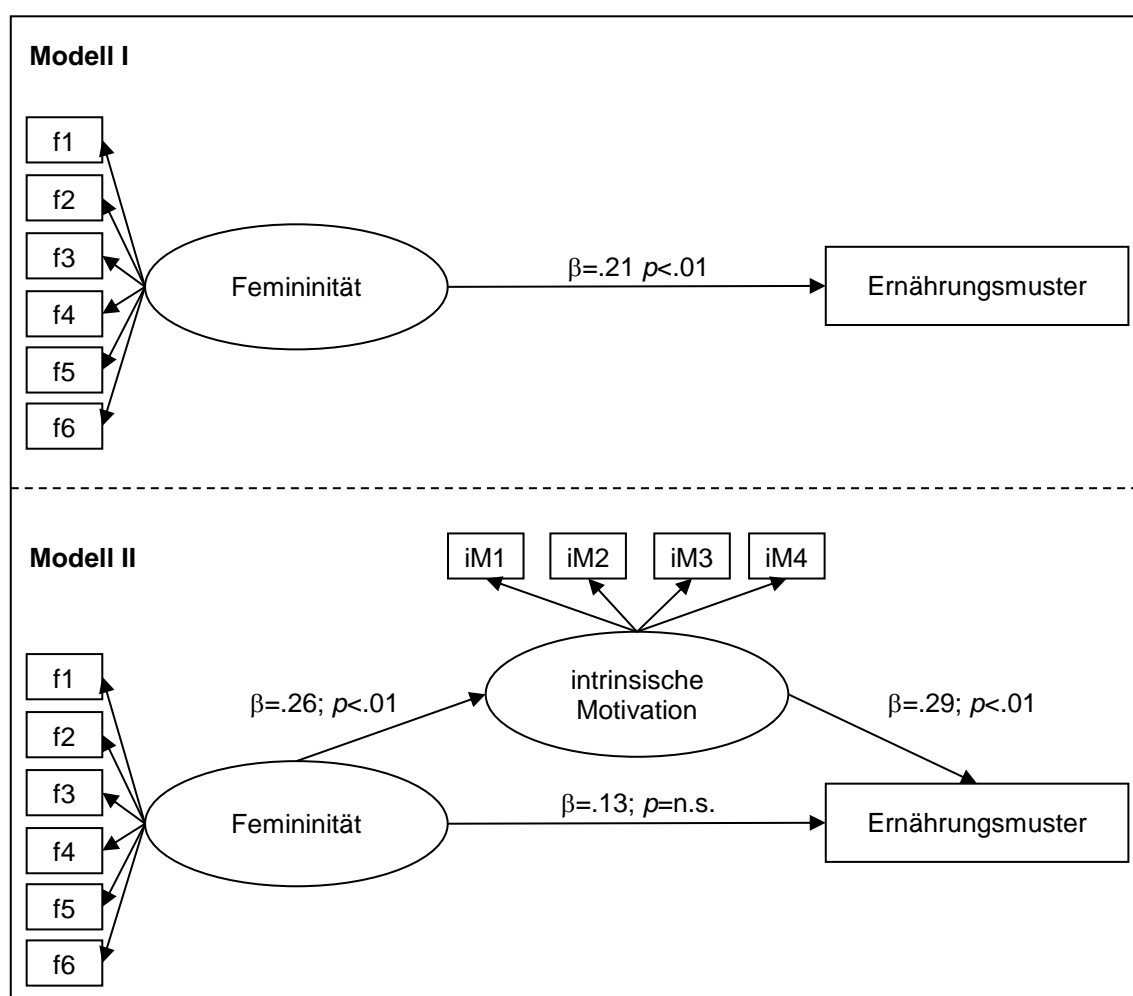 Modell I
f1
f2
f3
f4
f5
f6
Femininität
β=.21 p<.01
Ernährungsmuster
Modell II
iM1
iM2
iM3
iM4
f1
f2
f3
f4
f5
f6
β=.26; p<.01
intrinsische
Motivation
β=.29; p<.01
Femininität
β=.13; p=n.s.
Ernährungsmuster